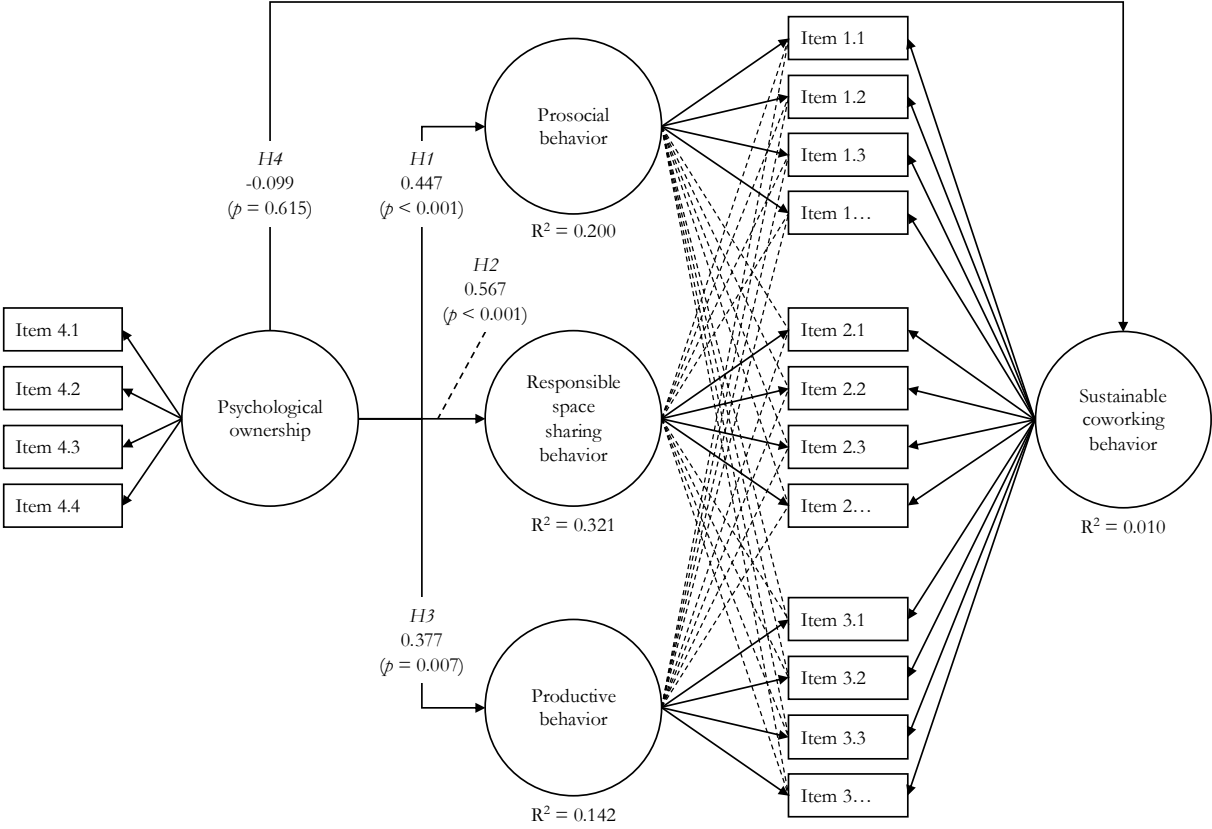 H4
-0.099
(p = 0.615)
H1
0.447
(p < 0.001)
H2
0.567
(p < 0.001)
H3
0.377
(p = 0.007)
Item 4.1
Item 4.2
Item 4.3
Item 4.4
Psychological
ownership
Prosocial
behavior
R² = 0.200
Responsible
space
sharing
behavior
R² = 0.321
Productive
behavior
R² = 0.142
Item 1.1
Item 1.2
Item 1.3
Item 1…
Item 2.1
Item 2.2
Item 2.3
Item 2…
Item 3.1
Item 3.2
Item 3.3
Item 3…
Sustainable
coworking
behavior
R² = 0.010